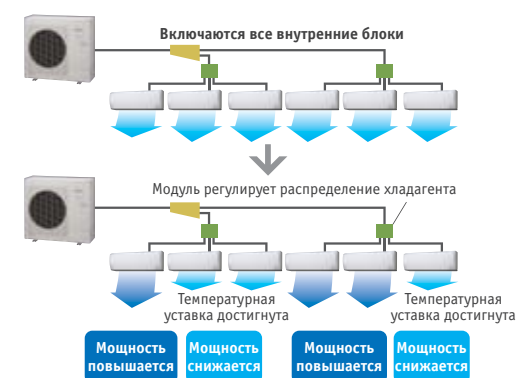 Включаются все внутренние блоки
Модуль регулирует распределение хладагента
Температурная
уставка достигнута
Температурная
уставка достигнута
Мощность
повышается
Мощность
снижается
Мощность
повышается
Мощность
снижается